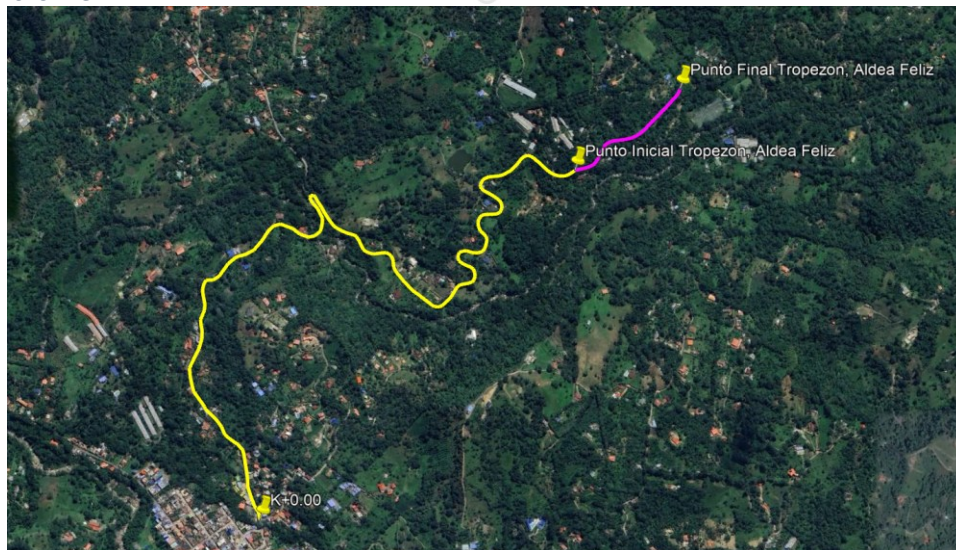 Punto Final Tropezon, Aldea Feliz
Punto Inicial Tropezon, Aldea Feliz
K+0.00